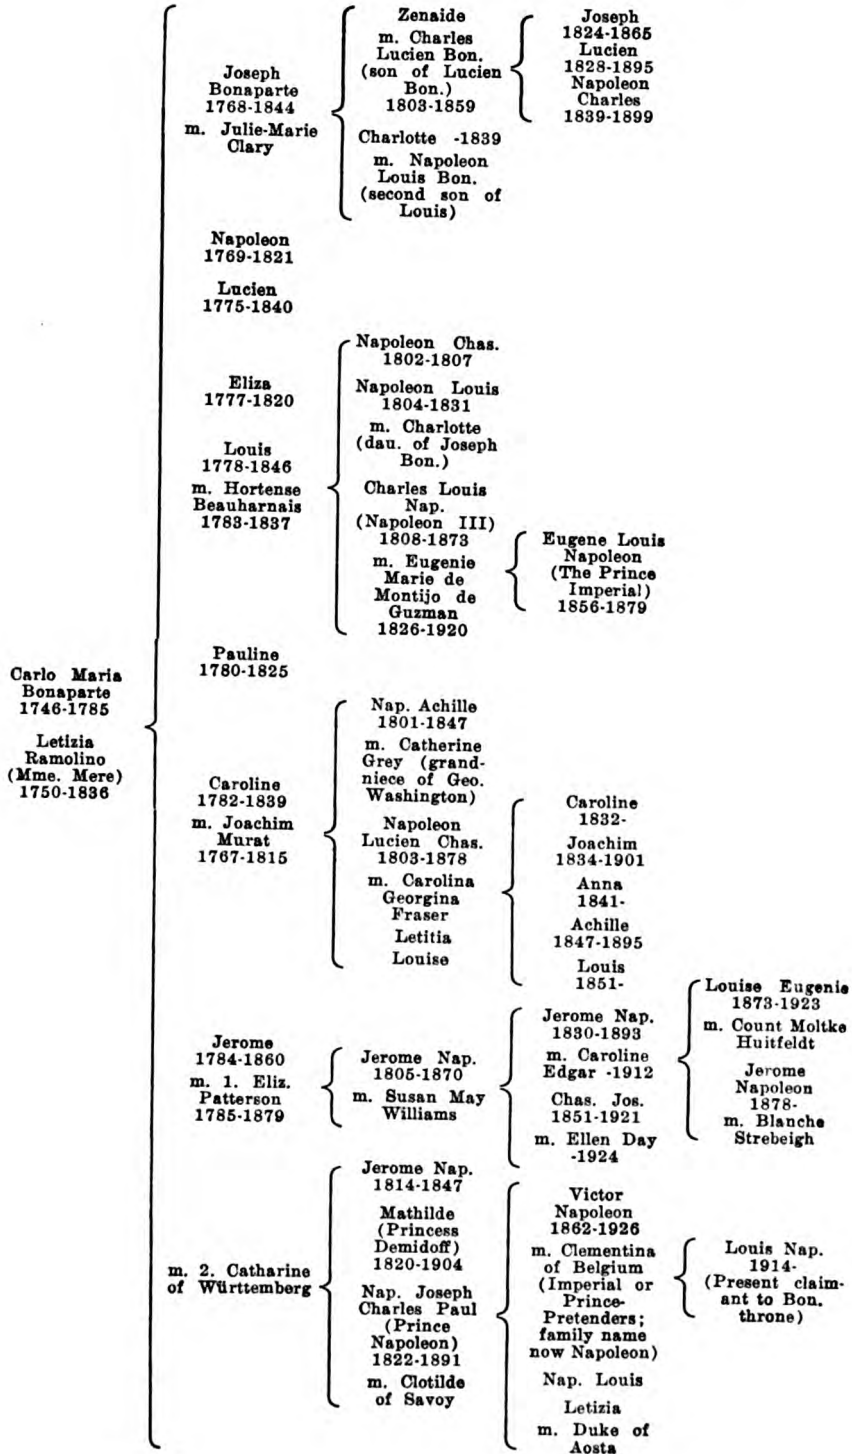 Carlo Maria
Bonaparte
1746-1785
Letizia
Ramolino
(Mme. Mere)
1750-1836
Joseph
Bonaparte
1768-1844
m. Julie-Marie
Clary
Zenaide
m. Charles
Lucien Bon.
(son of Lucien
Bon.)
1803-1859
Joseph
1824-1865
Lucien
1828-1895
Napoleon
Charles
1839-1899
Charlotte -1839
m. Napoleon
Louis Bon.
(second son of
Louis)
Napoleon
1769-1821
Lucien
1775-1840
Eliza
1777-1820
Louis
1778-1846
m. Hortense
Beauharnais
1783-1837
Napoleon Chas.
1802-1807
Napoleon Louis
1804-1831
m. Charlotte
(dau. of Joseph
Bon.)
Charles Louis
Nap.
(Napoleon III)
1808-1873
m. Eugenie
Marie de
Montijo de
Guzman
1826-1920
Eugene Louis
Napoleon
(The Prince
Imperial)
1856-1879
Pauline
1780-1825
Caroline
1782-1839
m. Joachim
Murat
1767-1815
Nap. Achille
1801-1847
m. Catherine
Grey (grand-
niece of Geo.
Washington)
Napoleon
Lucien Chas.
1803-1878
m. Carolina
Georgina
Fraser
Letitia
Louise
Caroline
1832-
Joachim
1834-1901
Anna
1841-
Achille
1847-1895
Louis
1851-
Jerome
1784-1860
m. 1. Eliz.
Patterson
1785-1879
Jerome Nap.
1805-1870
m. Susan May
Williams
Jerome Nap.
1830-1893
m. Caroline
Edgar -1912
Chas. Jos.
1851-1921
m. Ellen Day
-1924
Louise Eugenie
1873-1923
m. Count Moltke
Huitfeldt
Jerome
Napoleon
1878-
m. Blanche
Strebeigh
m. 2. Catharine
of Württemberg
Jerome Nap.
1814-1847
Mathilde
(Princess
Demidoff)
1820-1904
Nap. Joseph
Charles Paul
(Prince
Napoleon)
1822-1891
m. Clotilde
of Savoy
Victor
Napoleon
1862-1926
m. Clementina
of Belgium
(Imperial or
Prince-
Pretenders;
family name
now Napoleon)
Nap. Louis
Letizia
m. Duke of
Aosta
Louis Nap.
1914-
(Present claim-
ant to Bon.
throne)